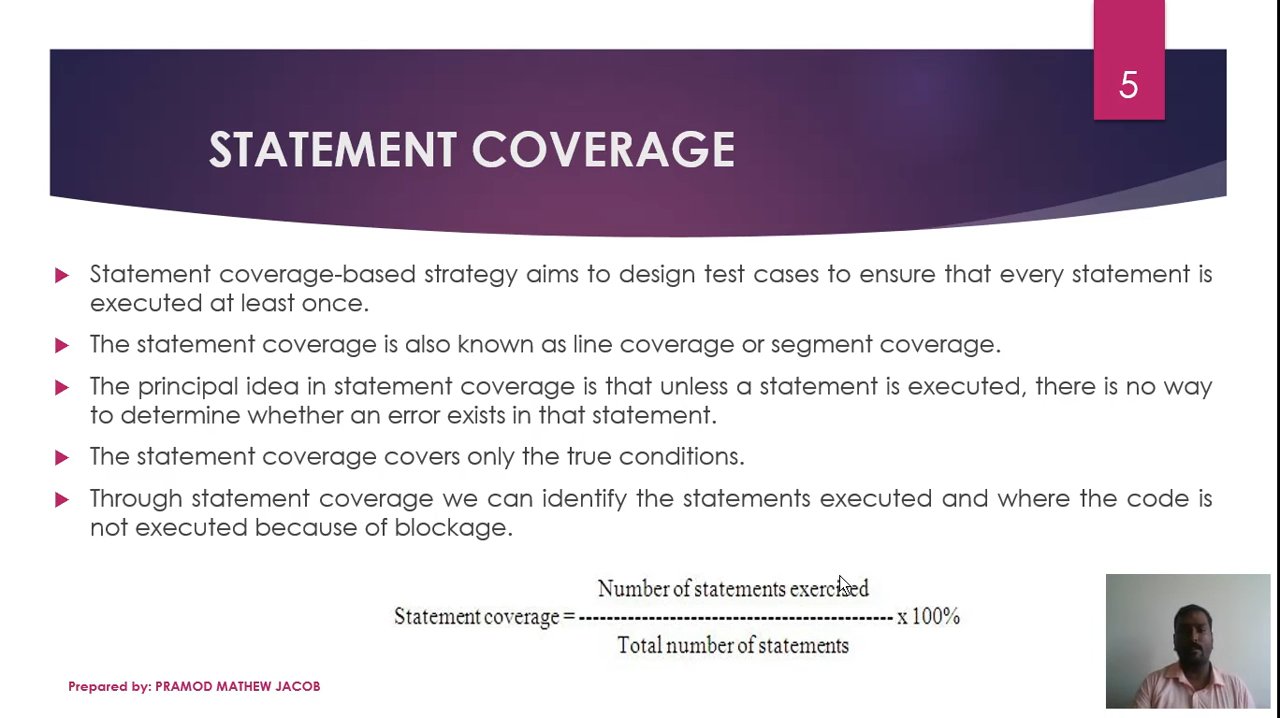 5
STATEMENT COVERAGE
Statement coverage-based strategy aims to design test cases to ensure that every statement is
executed at least once.
The statement coverage is also known as line coverage or segment coverage.
The principal idea in statement coverage is that unless a statement is executed, there is no way
to determine whether an error exists in that statement.
The statement coverage covers only the true conditions.
Through statement coverage we can identify the statements executed and where the code is
not executed because of blockage.
Number of statements exercised
Statement coverage = --------------------------------------------- x 100%
Total number of statements
Prepared by: PRAMOD MATHEW JACOB